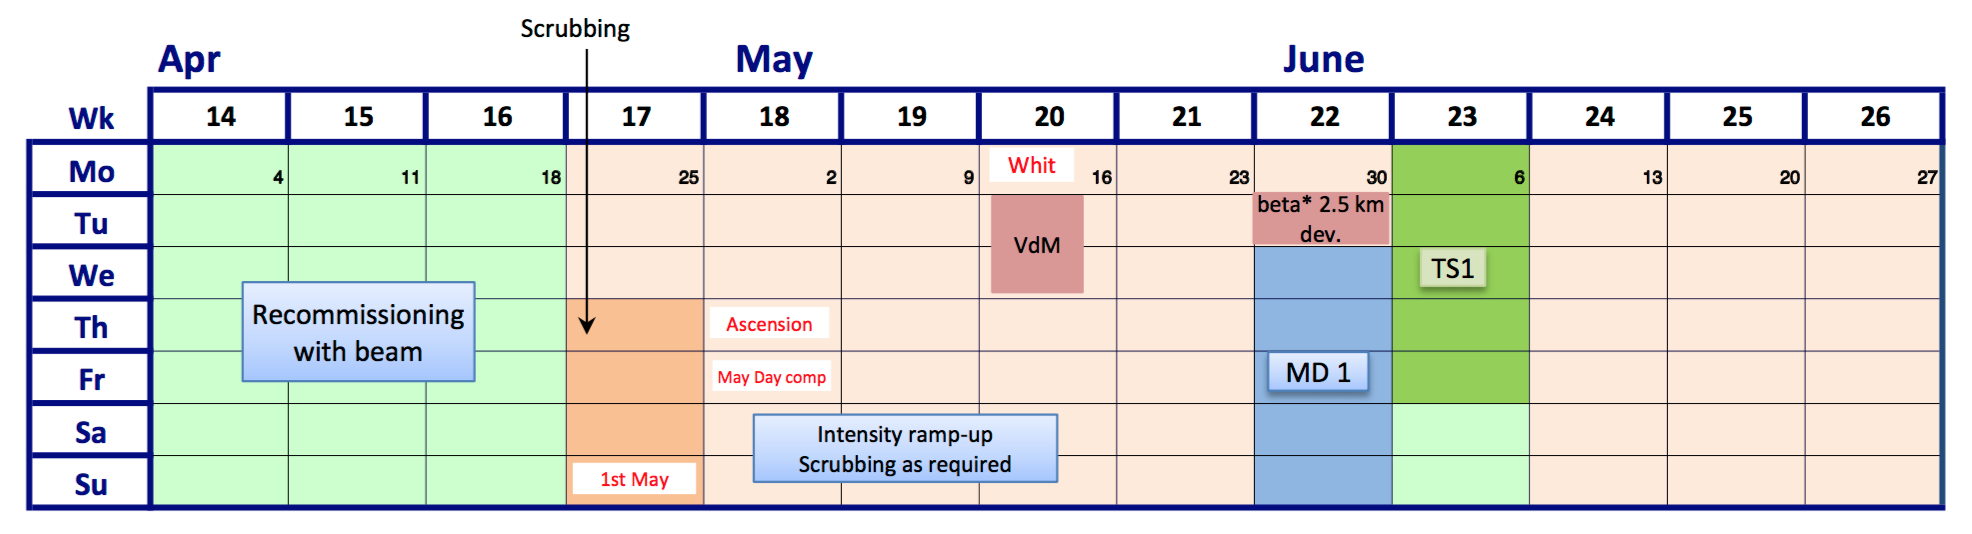 Scrubbing
Apr May June
Wk 14 15 16 17 18 19 20 21 22 23 24 25 26
Mo 4 11 18 25 2 9 Whit 16 23 30 6 13 20 27
Tu
beta* 2.5 km
dev.
VdM
We
TS1
Recommissioning
with beam
Th
Ascension
Fr
May Day comp
MD 1
Sa
Intensity ramp-up
Scrubbing as required
Su
1st May